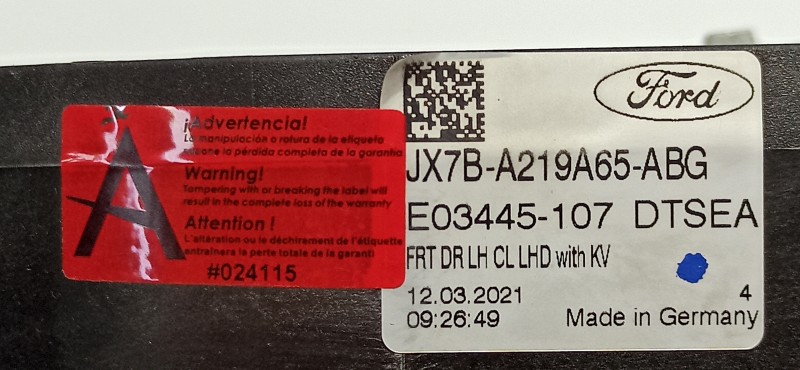 ¡Advertencia!
La manipulación o rotura de la etiqueta
supone la pérdida completa de la garantía
Warning!
Tampering with or breaking the label will
result in the complete loss of the warranty
Attention !
L'altération ou le déchirement de l'étiquette
entraînera la perte totale de la garanti
#024115
Ford
JX7B-A219A65-ABG
E03445-107 DTSEA
FRT DR LH CL LHD with KV
12.03.2021
4
09:26:49
Made in Germany